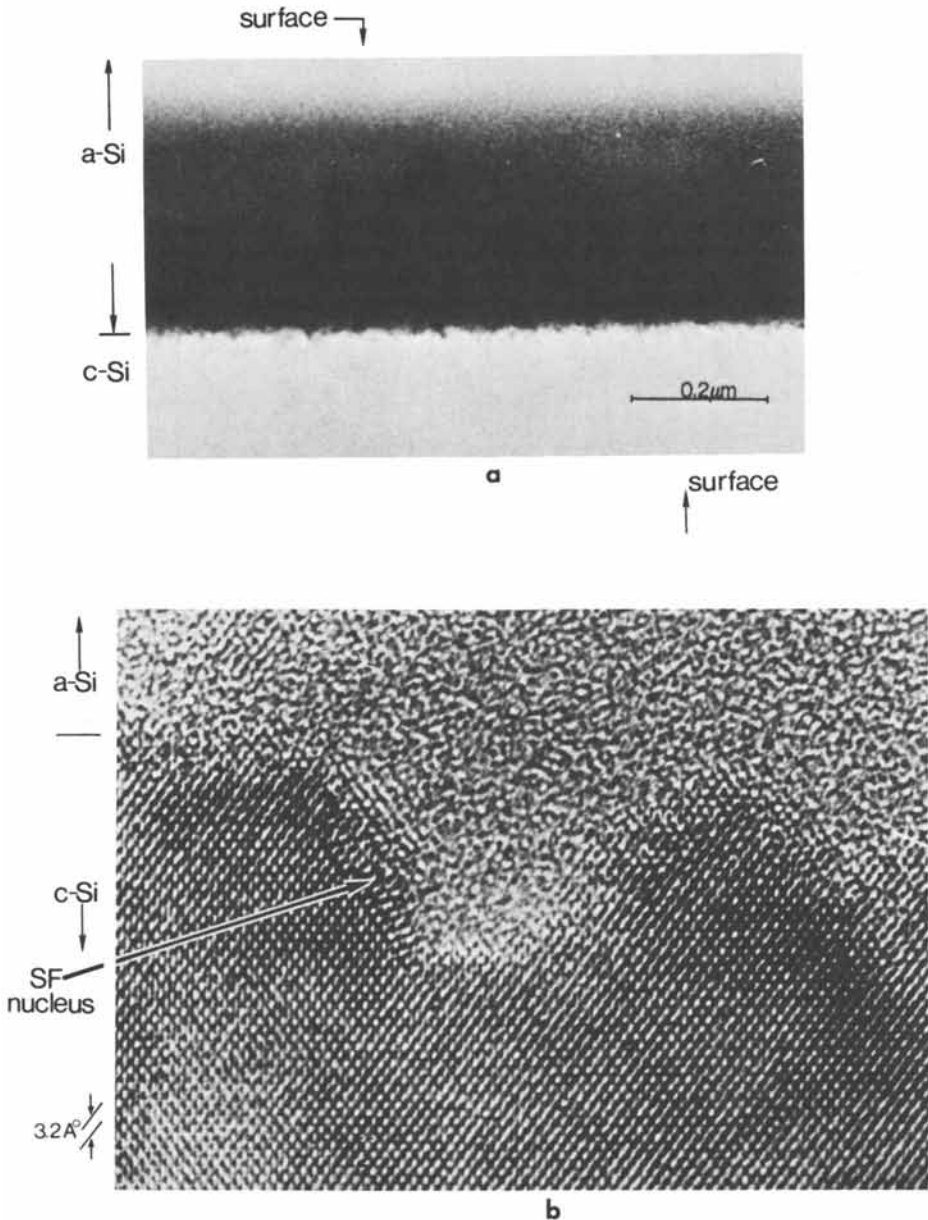 surface
a-Si
c-Si
0.2μm
a
surface
a-Si
c-Si
SF
nucleus
3.2A°
b